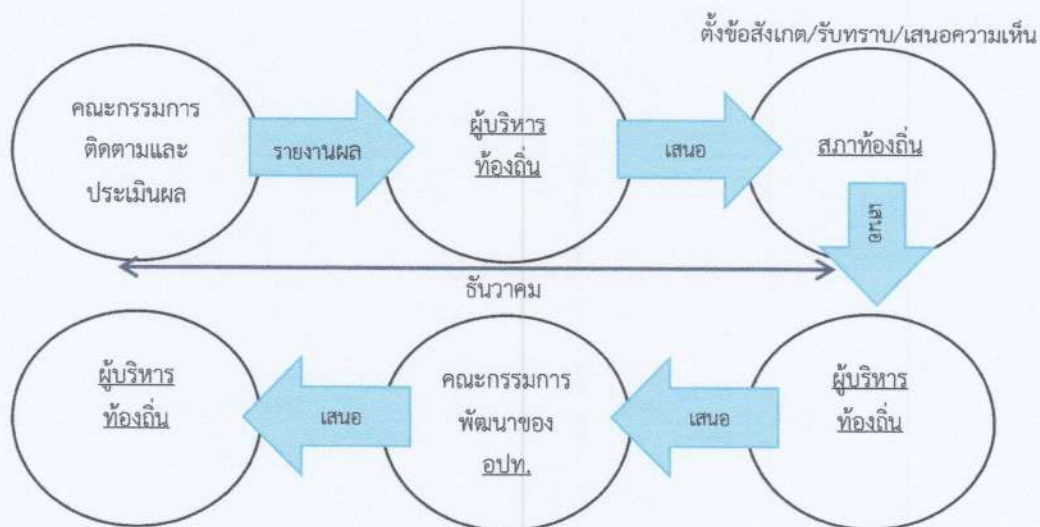 ตั้งข้อสังเกต/รับทราบ/เสนอความเห็น
คณะกรรมการ
ติดตามและ
ประเมินผล
รายงานผล
ผู้บริหาร
ท้องถิ่น
เสนอ
สภาท้องถิ่น
เสนอ
ธันวาคม
ผู้บริหาร
ท้องถิ่น
เสนอ
คณะกรรมการ
พัฒนาของ
อปท.
เสนอ
ผู้บริหาร
ท้องถิ่น